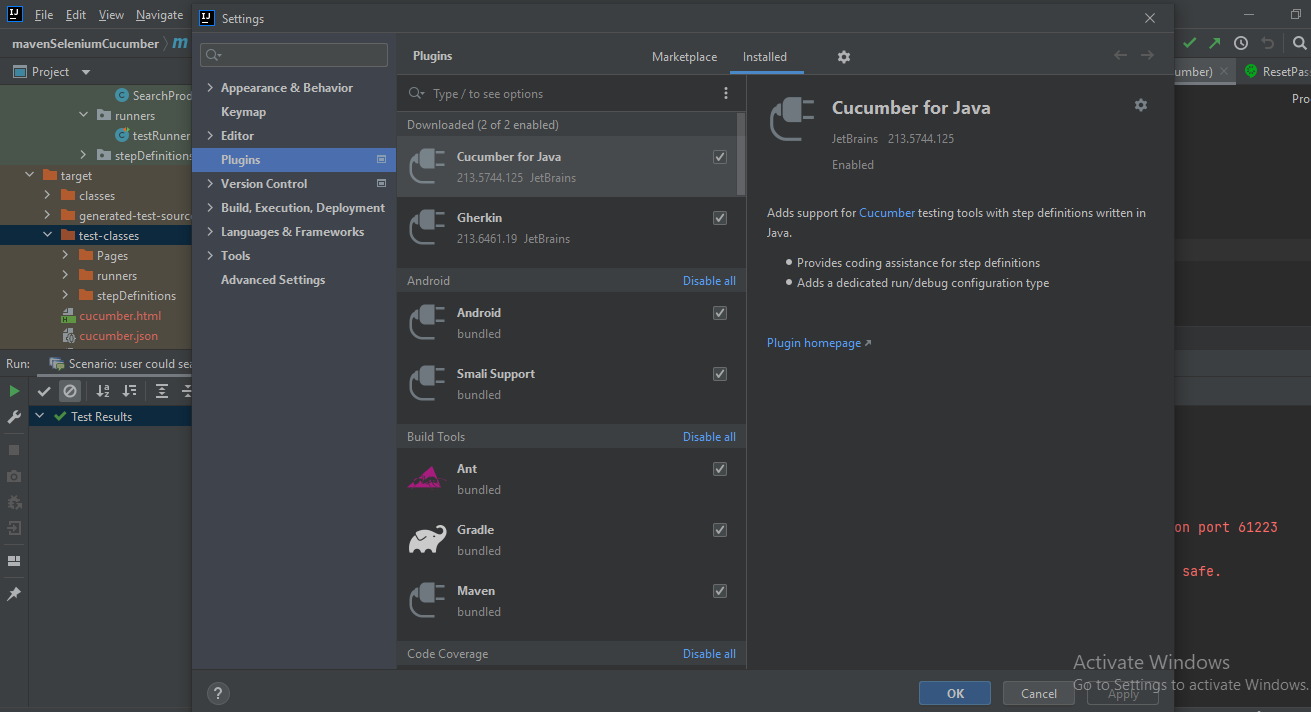 File Edit View Navigate
Settings
mavenSeleniumCucumber
m
Plugins
Marketplace
Installed
Project
umber)
ResetPas
Type / to see options
Appearance & Behavior
Keymap
Editor
Plugins
Version Control
Build, Execution, Deployment
Languages & Frameworks
Tools
Advanced Settings
SearchProd
runners
testRunner
stepDefinitions
target
classes
generated-test-sourc
test-classes
Pages
runners
stepDefinitions
cucumber.html
cucumber.json
Run:
Scenario: user could sea
Test Results
Downloaded (2 of 2 enabled)
Cucumber for Java
213.5744.125 JetBrains
Gherkin
213.6461.19 JetBrains
Android
Disable all
Android
bundled
Smali Support
bundled
Build Tools
Disable all
Ant
bundled
Gradle
bundled
Maven
bundled
Code Coverage
Disable all
Cucumber for Java
JetBrains 213.5744.125
Enabled
Adds support for Cucumber testing tools with step definitions written in
Java.
Provides coding assistance for step definitions
Adds a dedicated run/debug configuration type
Plugin homepage
Pro
on port 61223
safe.
Activate Windows
Go to Settings to activate Windows.
?
OK
Cancel
Apply